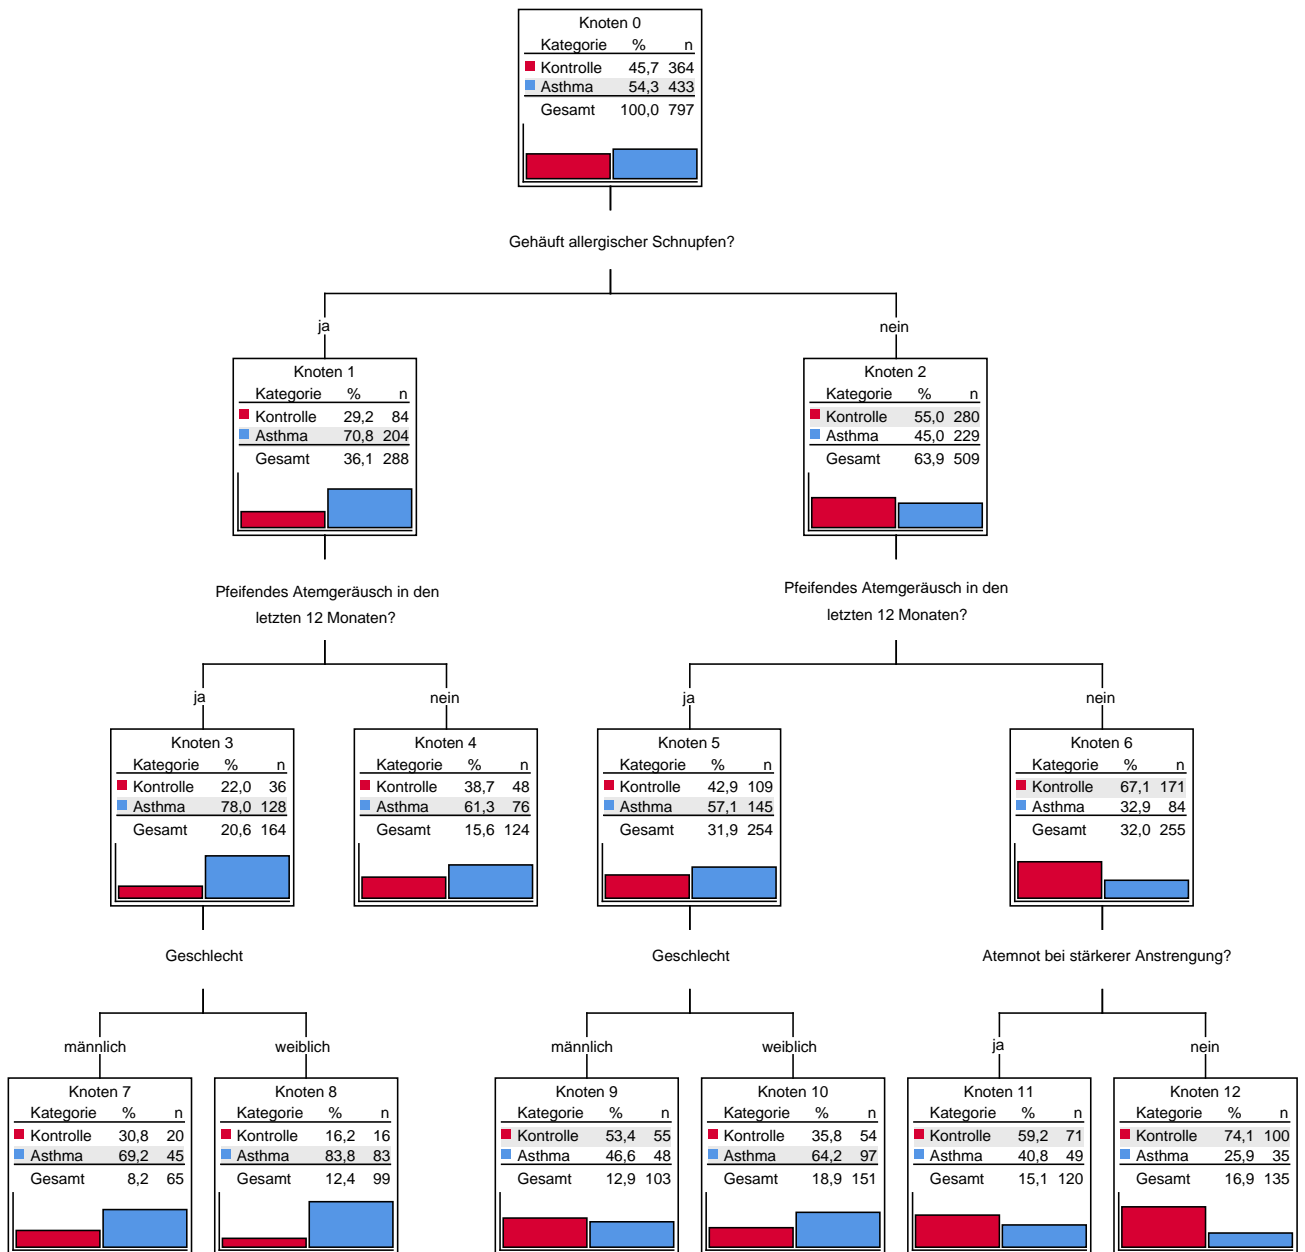 Knoten 0
Kategorie % n
Kontrolle 45,7 364
Asthma 54,3 433
Gesamt 100,0 797
Gehäuft allergischer Schnupfen?
ja
nein
Knoten 1
Kategorie % n
Kontrolle 29,2 84
Asthma 70,8 204
Gesamt 36,1 288
Knoten 2
Kategorie % n
Kontrolle 55,0 280
Asthma 45,0 229
Gesamt 63,9 509
Pfeifendes Atemgeräusch in den
letzten 12 Monaten?
Pfeifendes Atemgeräusch in den
letzten 12 Monaten?
ja
nein
ja
nein
Knoten 3
Kategorie % n
Kontrolle 22,0 36
Asthma 78,0 128
Gesamt 20,6 164
Knoten 4
Kategorie % n
Kontrolle 38,7 48
Asthma 61,3 76
Gesamt 15,6 124
Knoten 5
Kategorie % n
Kontrolle 42,9 109
Asthma 57,1 145
Gesamt 31,9 254
Knoten 6
Kategorie % n
Kontrolle 67,1 171
Asthma 32,9 84
Gesamt 32,0 255
Geschlecht
Geschlecht
Atemnot bei stärkerer Anstrengung?
männlich
weiblich
männlich
weiblich
ja
nein
Knoten 7
Kategorie % n
Kontrolle 30,8 20
Asthma 69,2 45
Gesamt 8,2 65
Knoten 8
Kategorie % n
Kontrolle 16,2 16
Asthma 83,8 83
Gesamt 12,4 99
Knoten 9
Kategorie % n
Kontrolle 53,4 55
Asthma 46,6 48
Gesamt 12,9 103
Knoten 10
Kategorie % n
Kontrolle 35,8 54
Asthma 64,2 97
Gesamt 18,9 151
Knoten 11
Kategorie % n
Kontrolle 59,2 71
Asthma 40,8 49
Gesamt 15,1 120
Knoten 12
Kategorie % n
Kontrolle 74,1 100
Asthma 25,9 35
Gesamt 16,9 135